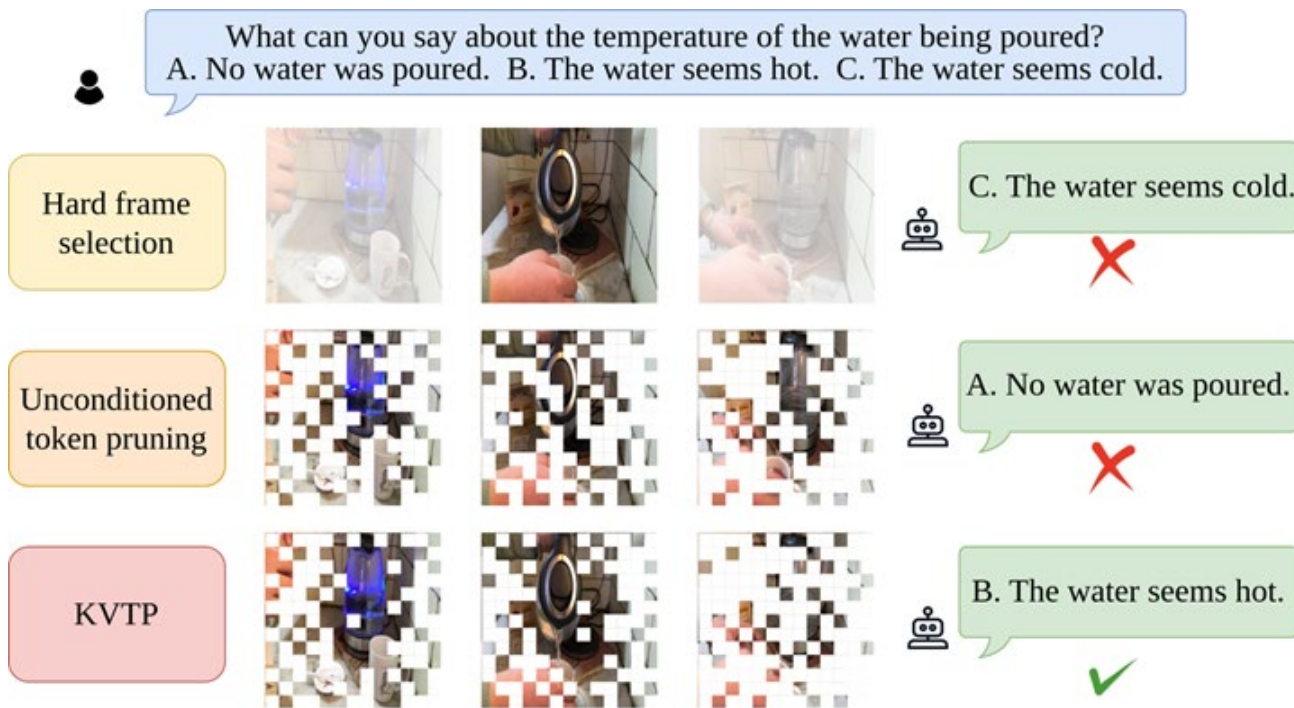 What can you say about the temperature of the water being poured?
A. No water was poured.  B. The water seems hot.  C. The water seems cold.
Hard frame
selection
C. The water seems cold.
Unconditioned
token pruning
A. No water was poured.
KVTP
B. The water seems hot.